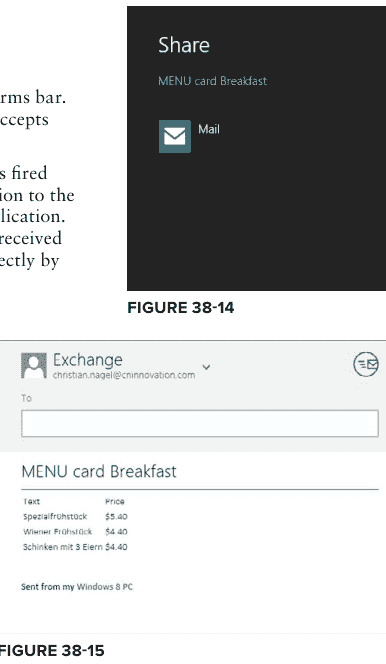 rms bar.
ccepts
s fired
ion to the
lication.
received
ectly by
Share
MENU card Breakfast
Mail
FIGURE 38-14
Exchange
christian.nagel@cninnovation.com
To
MENU card Breakfast
Text Price
Spezialfrühstück $5.40
Wiener Frühstück $4.40
Schinken mit 3 Eiern $4.40
Sent from my Windows 8 PC
FIGURE 38-15